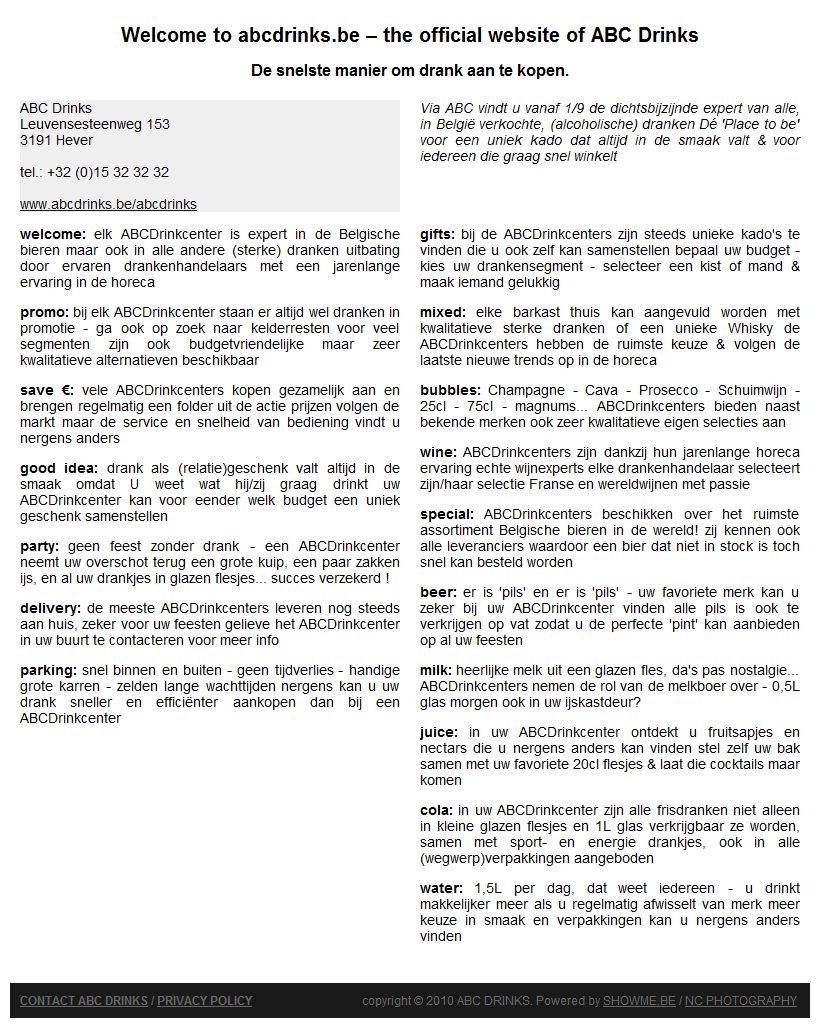 Welcome to abcdrinks.be – the official website of ABC Drinks
De snelste manier om drank aan te kopen.
ABC Drinks
Leuvensesteenweg 153
3191 Hever
tel.: +32 (0)15 32 32 32
www.abcdrinks.be/abcdrinks
welcome: elk ABCDrinkcenter is expert in de Belgische
bieren maar ook in alle andere (sterke) dranken uitbating
door ervaren drankenhandelaars met een jarenlange
ervaring in de horeca
promo: bij elk ABCDrinkcenter staan er altijd wel dranken in
promotie - ga ook op zoek naar kelderresten voor veel
segmenten zijn ook budgetvriendelijke maar zeer
kwalitatieve alternatieven beschikbaar
save €: vele ABCDrinkcenters kopen gezamelijk aan en
brengen regelmatig een folder uit de actie prijzen volgen de
markt maar de service en snelheid van bediening vindt u
nergens anders
good idea: drank als (relatie)geschenk valt altijd in de
smaak omdat U weet wat hij/zij graag drinkt uw
ABCDrinkcenter kan voor eender welk budget een uniek
geschenk samenstellen
party: geen feest zonder drank - een ABCDrinkcenter
neemt uw overschot terug een grote kuip, een paar zakken
ijs, en al uw drankjes in glazen flesjes... succes verzekerd !
delivery: de meeste ABCDrinkcenters leveren nog steeds
aan huis, zeker voor uw feesten gelieve het ABCDrinkcenter
in uw buurt te contacteren voor meer info
parking: snel binnen en buiten - geen tijdverlies - handige
grote karren - zelden lange wachttijden nergens kan u uw
drank sneller en efficiënter aankopen dan bij een
ABCDrinkcenter
Via ABC vindt u vanaf 1/9 de dichtsbijzijnde expert van alle,
in België verkochte, (alcoholische) dranken Dé 'Place to be'
voor een uniek kado dat altijd in de smaak valt & voor
iedereen die graag snel winkelt
gifts: bij de ABCDrinkcenters zijn steeds unieke kado's te
vinden die u ook zelf kan samenstellen bepaal uw budget -
kies uw drankensegment - selecteer een kist of mand &
maak iemand gelukkig
mixed: elke barkast thuis kan aangevuld worden met
kwalitatieve sterke dranken of een unieke Whisky de
ABCDrinkcenters hebben de ruimste keuze & volgen de
laatste nieuwe trends op in de horeca
bubbles: Champagne - Cava - Prosecco - Schuimwijn -
25cl - 75cl - magnums... ABCDrinkcenters bieden naast
bekende merken ook zeer kwalitatieve eigen selecties aan
wine: ABCDrinkcenters zijn dankzij hun jarenlange horeca
ervaring echte wijnexperts elke drankenhandelaar selecteert
zijn/haar selectie Franse en wereldwijnen met passie
special: ABCDrinkcenters beschikken over het ruimste
assortiment Belgische bieren in de wereld! zij kennen ook
alle leveranciers waardoor een bier dat niet in stock is toch
snel kan besteld worden
beer: er is 'pils' en er is 'pils' - uw favoriete merk kan u
zeker bij uw ABCDrinkcenter vinden alle pils is ook te
verkrijgen op vat zodat u de perfecte 'pint' kan aanbieden
op al uw feesten
milk: heerlijke melk uit een glazen fles, da's pas nostalgie...
ABCDrinkcenters nemen de rol van de melkboer over - 0,5L
glas morgen ook in uw ijskastdeur?
juice: in uw ABCDrinkcenter ontdekt u fruitsapjes en
nectars die u nergens anders kan vinden stel zelf uw bak
samen met uw favoriete 20cl flesjes & laat die cocktails maar
komen
cola: in uw ABCDrinkcenter zijn alle frisdranken niet alleen
in kleine glazen flesjes en 1L glas verkrijgbaar ze worden,
samen met sport- en energie drankjes, ook in alle
(wegwerp)verpakkingen aangeboden
water: 1,5L per dag, dat weet iedereen - u drinkt
makkelijker meer als u regelmatig afwisselt van merk meer
keuze in smaak en verpakkingen kan u nergens anders
vinden
CONTACT ABC DRINKS / PRIVACY POLICY
copyright © 2010 ABC DRINKS. Powered by SHOWME.BE / NC PHOTOGRAPHY